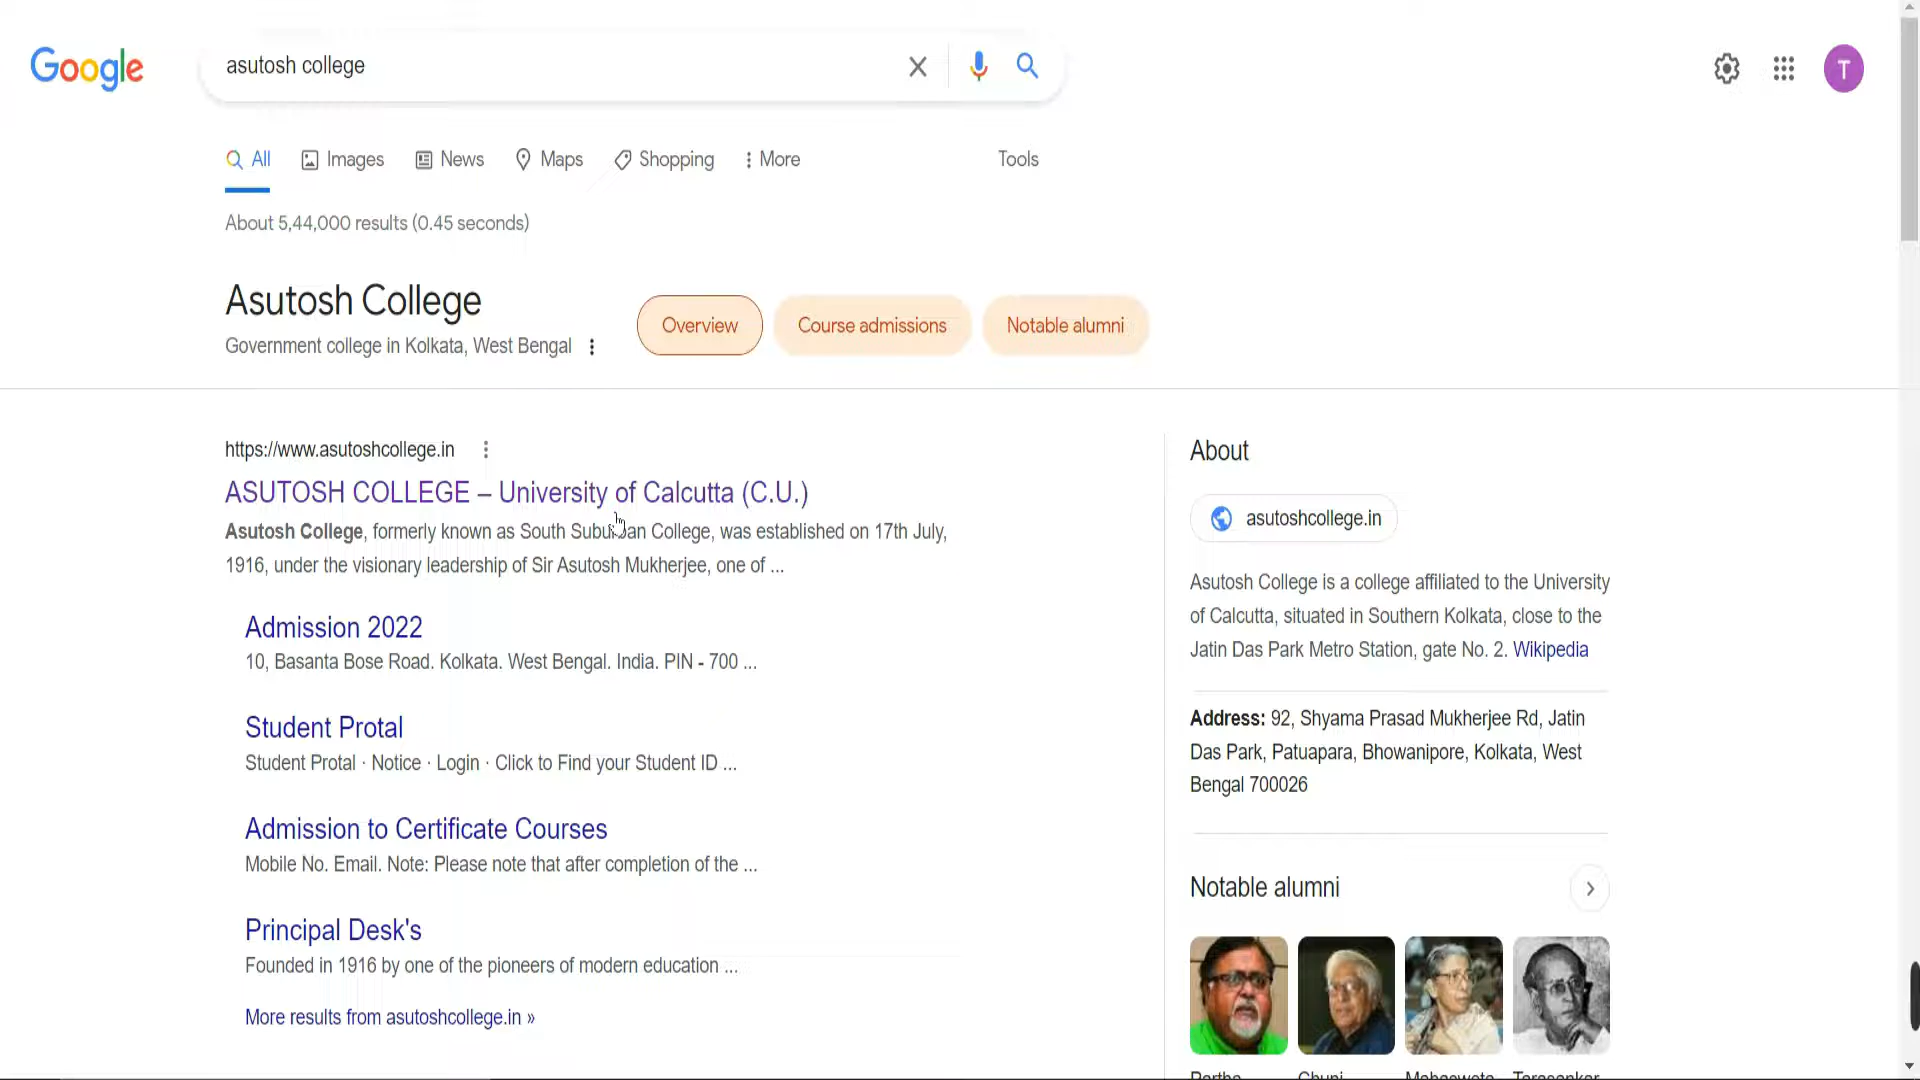 Google
asutosh college
T
All Images News Maps Shopping More Tools
About 5,44,000 results (0.45 seconds)
Asutosh College
Government college in Kolkata, West Bengal
Overview Course admissions Notable alumni
https://www.asutoshcollege.in
ASUTOSH COLLEGE – University of Calcutta (C.U.)
Asutosh College, formerly known as South Suburban College, was established on 17th July,
1916, under the visionary leadership of Sir Asutosh Mukherjee, one of ...
Admission 2022
10, Basanta Bose Road. Kolkata. West Bengal. India. PIN - 700 ...
Student Protal
Student Protal · Notice · Login · Click to Find your Student ID ...
Admission to Certificate Courses
Mobile No. Email. Note: Please note that after completion of the ...
Principal Desk's
Founded in 1916 by one of the pioneers of modern education ...
More results from asutoshcollege.in »
About
asutoshcollege.in
Asutosh College is a college affiliated to the University
of Calcutta, situated in Southern Kolkata, close to the
Jatin Das Park Metro Station, gate No. 2. Wikipedia
Address: 92, Shyama Prasad Mukherjee Rd, Jatin
Das Park, Patuapara, Bhowanipore, Kolkata, West
Bengal 700026
Notable alumni